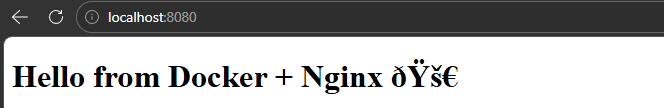 localhost:8080
Hello from Docker + Nginx ðŸš€